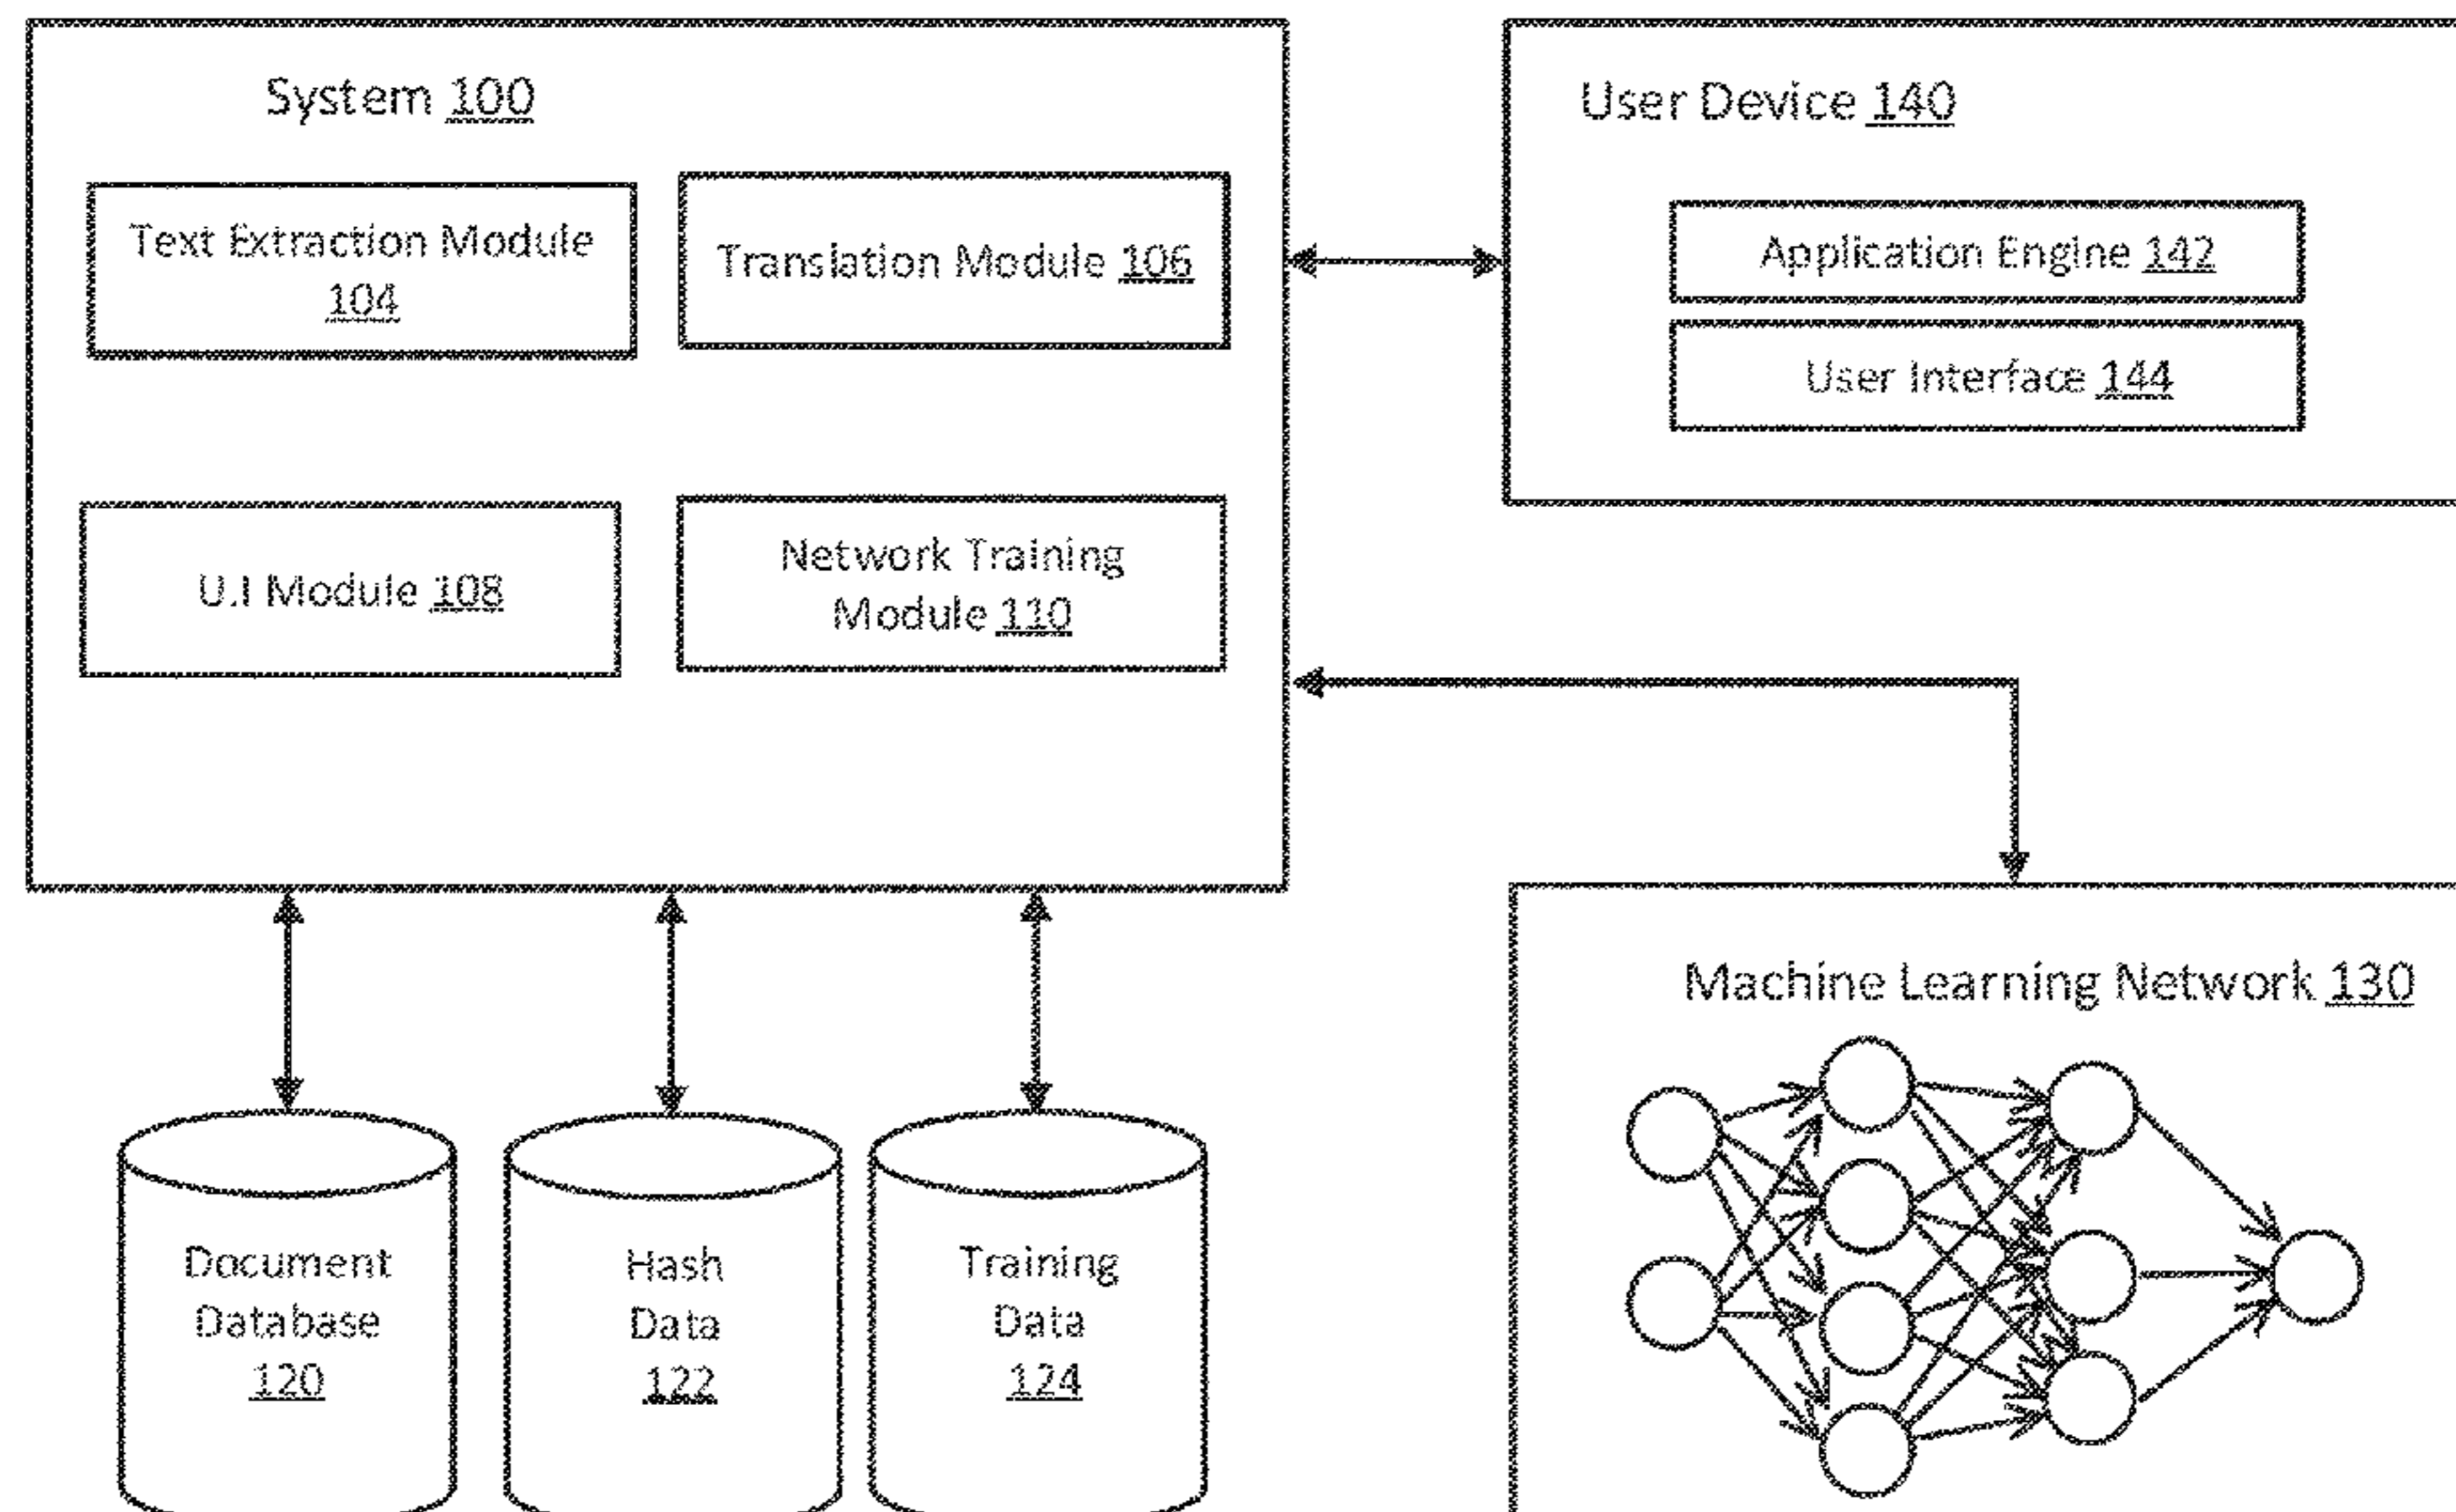 System 100
Text Extraction Module
104
Translation Module 106
U.I Module 108
Network Training
Module 110
User Device 140
Application Engine 142
User Interface 144
Machine Learning Network 130
Document
Database
120
Hash
Data
122
Training
Data
124